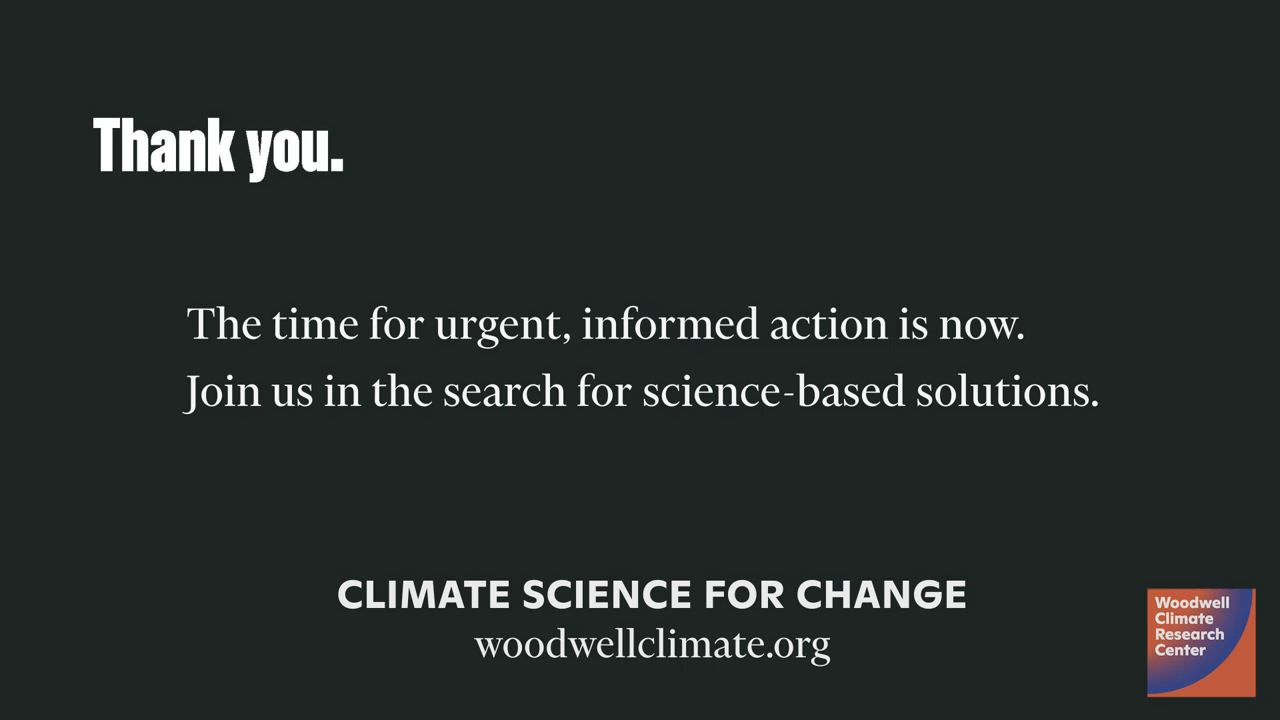 Thank you.
The time for urgent, informed action is now.
Join us in the search for science-based solutions.
CLIMATE SCIENCE FOR CHANGE
woodwellclimate.org
Woodwell
Climate
Research
Center